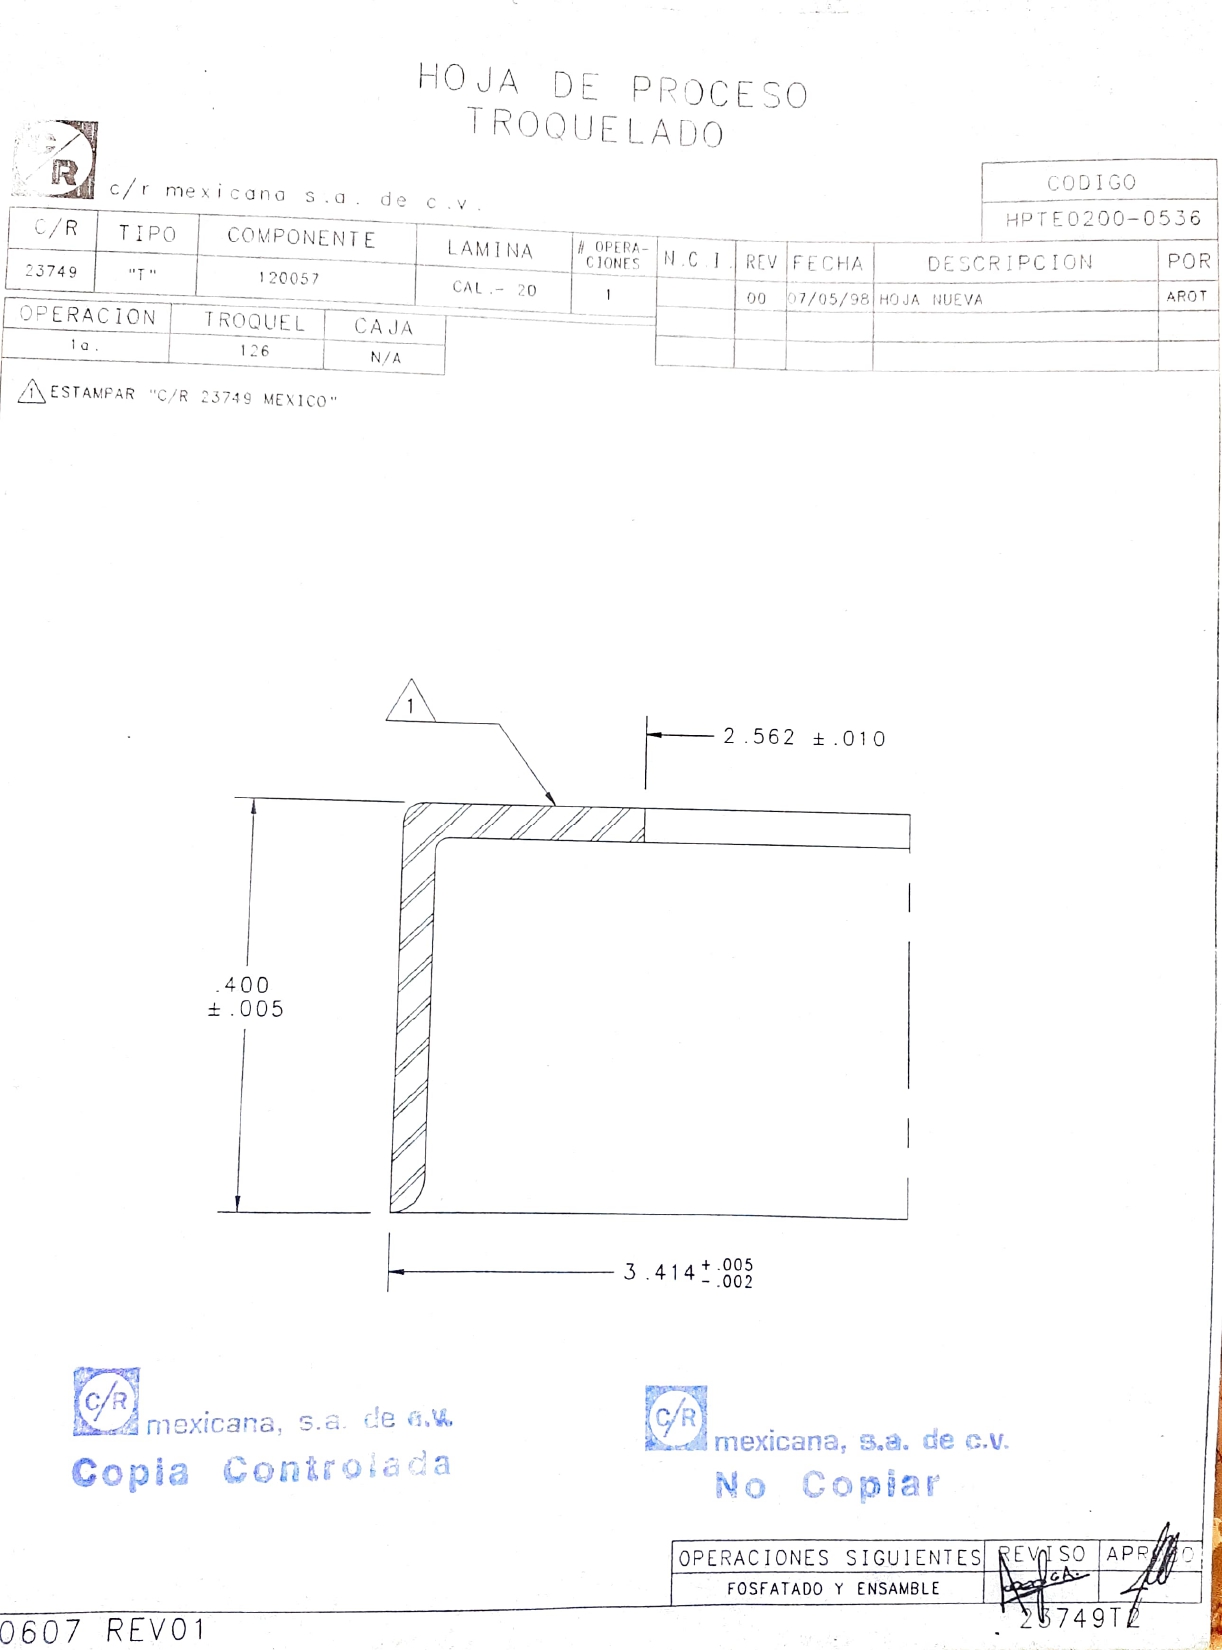 HOJA DE PROCESO
TROQUELADO
C/R
c/r mexicana s.a. de c.v.
CODIGO
HPTE0200-0536
C/R TIPO COMPONENTE LAMINA # OPERA-CIONES N.C.I. REV FECHA DESCRIPCION POR
23749 "T" 120057 CAL.- 20 1 00 07/05/98 HOJA NUEVA AROT
OPERACION TROQUEL CAJA
1a. 126 N/A
1 ESTAMPAR "C/R 23749 MEXICO"
1
2.562 ±.010
.400
±.005
3.414 +.005
-.002
C/R mexicana, s.a. de c.v.
Copia Controlada
C/R mexicana, s.a. de c.v.
No Copiar
OPERACIONES SIGUIENTES REVISO
FOSFATADO Y ENSAMBLE
23749T2
0607 REV01